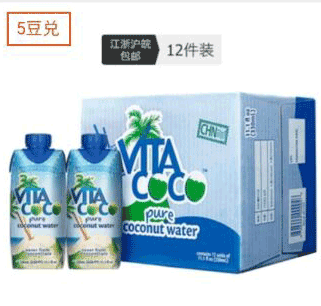 5豆兑
江浙沪皖
包邮
12件装
CHN
VITA
COCO
pure
coconut water
VITA
COCO
pure
coconut water
VITA
COCO
pure
coconut water